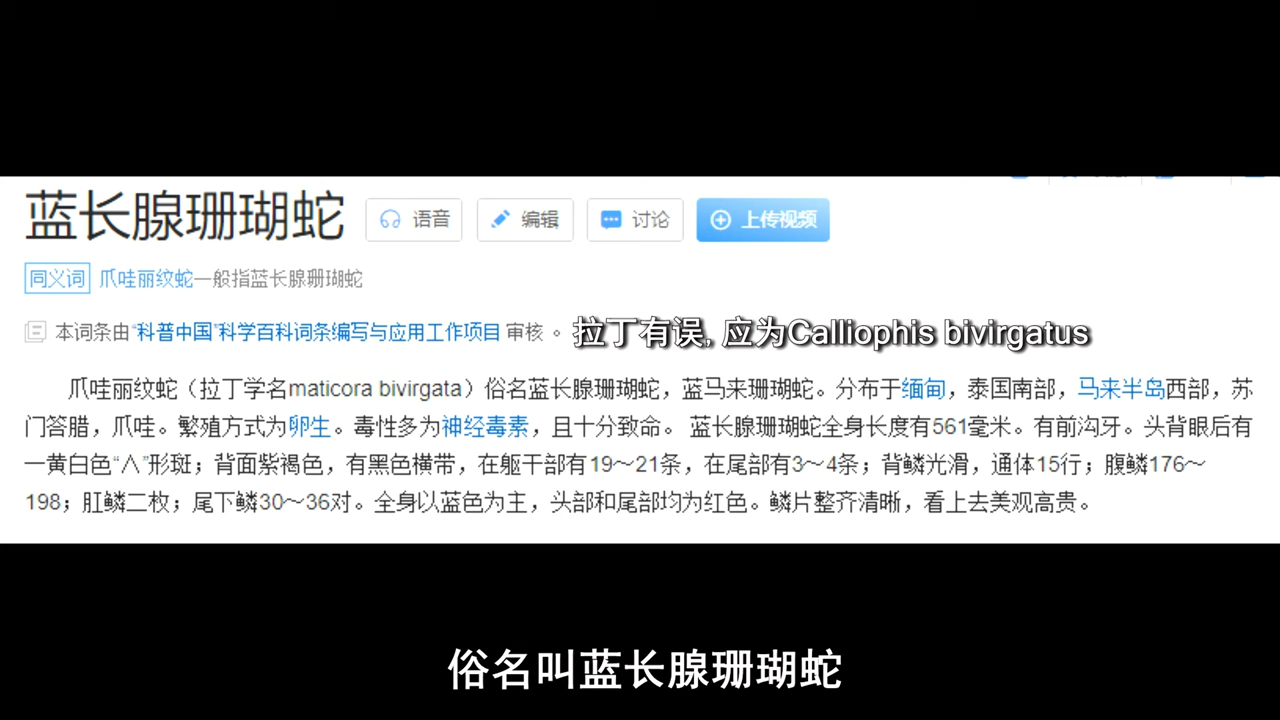 蓝长腺珊瑚蛇 语音 编辑 讨论 上传视频
同义词 爪哇丽纹蛇一般指蓝长腺珊瑚蛇
本词条由“科普中国”科学百科词条编写与应用工作项目 审核 。 拉丁有误, 应为Calliophis bivirgatus
爪哇丽纹蛇（拉丁学名maticora bivirgata）俗名蓝长腺珊瑚蛇，蓝马来珊瑚蛇。分布于缅甸，泰国南部，马来半岛西部，苏
门答腊，爪哇。繁殖方式为卵生。毒性多为神经毒素，且十分致命。 蓝长腺珊瑚蛇全身长度有561毫米。有前沟牙。头背眼后有
一黄白色“∧”形斑；背面紫褐色，有黑色横带，在躯干部有19～21条，在尾部有3～4条；背鳞光滑，通体15行；腹鳞176～
198；肛鳞二枚；尾下鳞30～36对。全身以蓝色为主，头部和尾部均为红色。鳞片整齐清晰，看上去美观高贵。
俗名叫蓝长腺珊瑚蛇